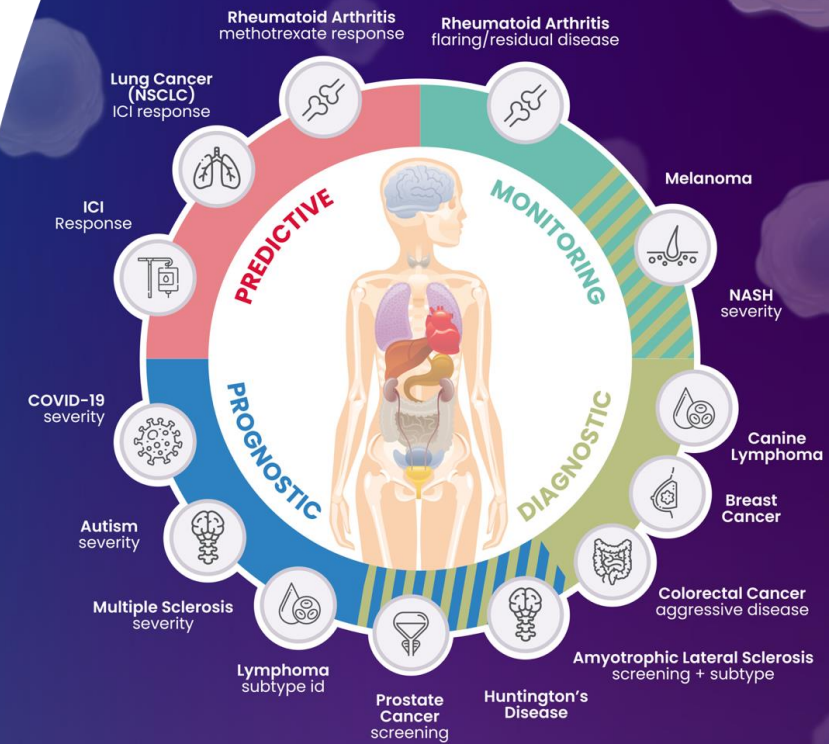 Rheumatoid Arthritis
methotrexate response
Rheumatoid Arthritis
flaring/residual disease
Lung Cancer
(NSCLC)
ICI response
ICI
Response
Melanoma
NASH
severity
PREDICTIVE
MONITORING
PROGNOSTIC
DIAGNOSTIC
COVID-19
severity
Autism
severity
Multiple Sclerosis
severity
Lymphoma
subtype id
Prostate
Cancer
screening
Huntington's
Disease
Amyotrophic Lateral Sclerosis
screening + subtype
Colorectal Cancer
aggressive disease
Breast
Cancer
Canine
Lymphoma